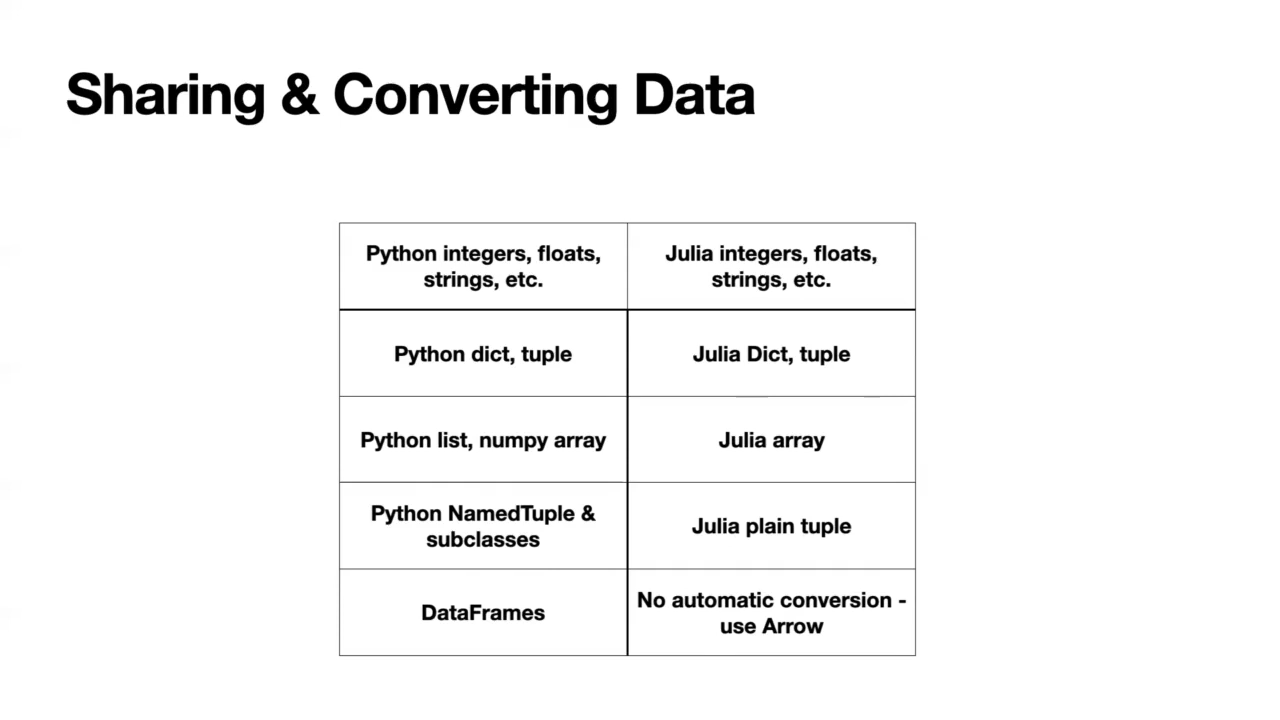 Sharing & Converting Data
Python integers, floats,
strings, etc.
Julia integers, floats,
strings, etc.
Python dict, tuple
Julia Dict, tuple
Python list, numpy array
Julia array
Python NamedTuple &
subclasses
Julia plain tuple
DataFrames
No automatic conversion -
use Arrow